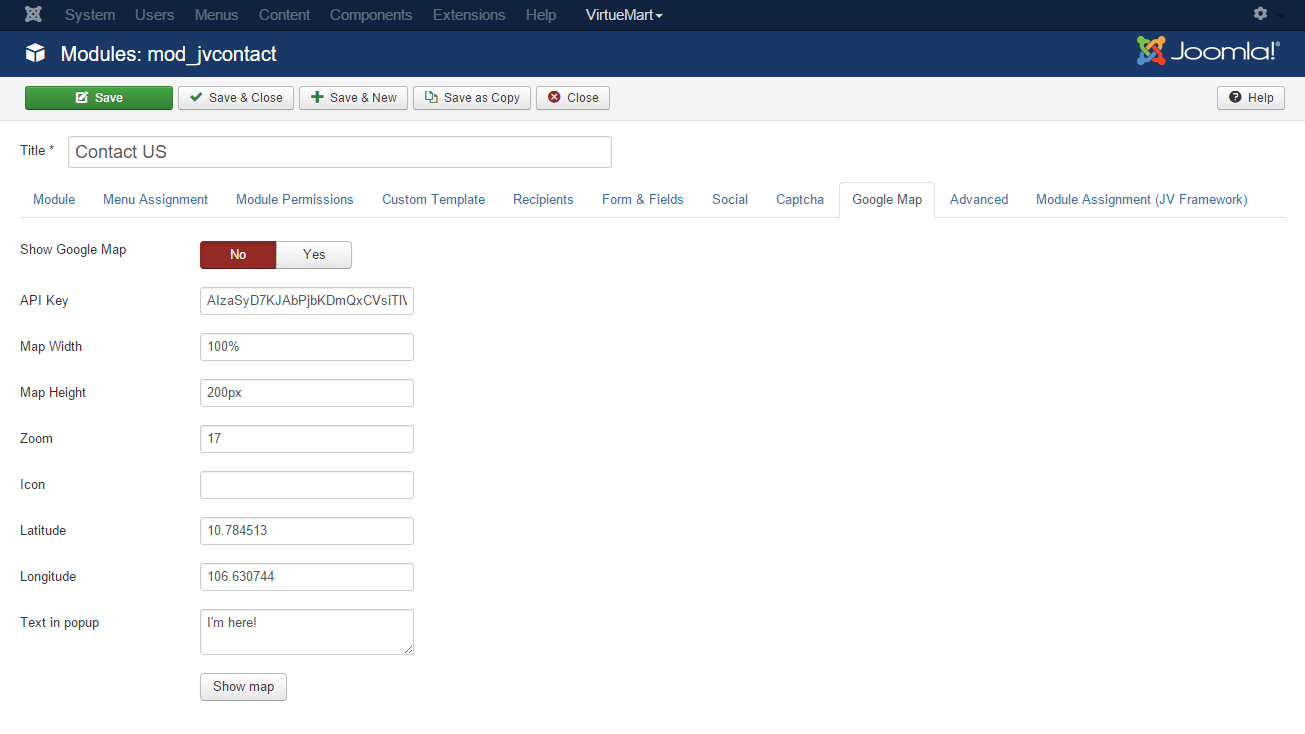 System Users Menus Content Components Extensions Help VirtueMart
Modules: mod_jvcontact Joomla!®
Save Save & Close Save & New Save as Copy Close Help
Title * Contact US
Module Menu Assignment Module Permissions Custom Template Recipients Form & Fields Social Captcha Google Map Advanced Module Assignment (JV Framework)
Show Google Map No Yes
API Key AIzaSyD7KJAbPjbKDmQxCVsiTIV
Map Width 100%
Map Height 200px
Zoom 17
Icon
Latitude 10.784513
Longitude 106.630744
Text in popup I'm here!
Show map